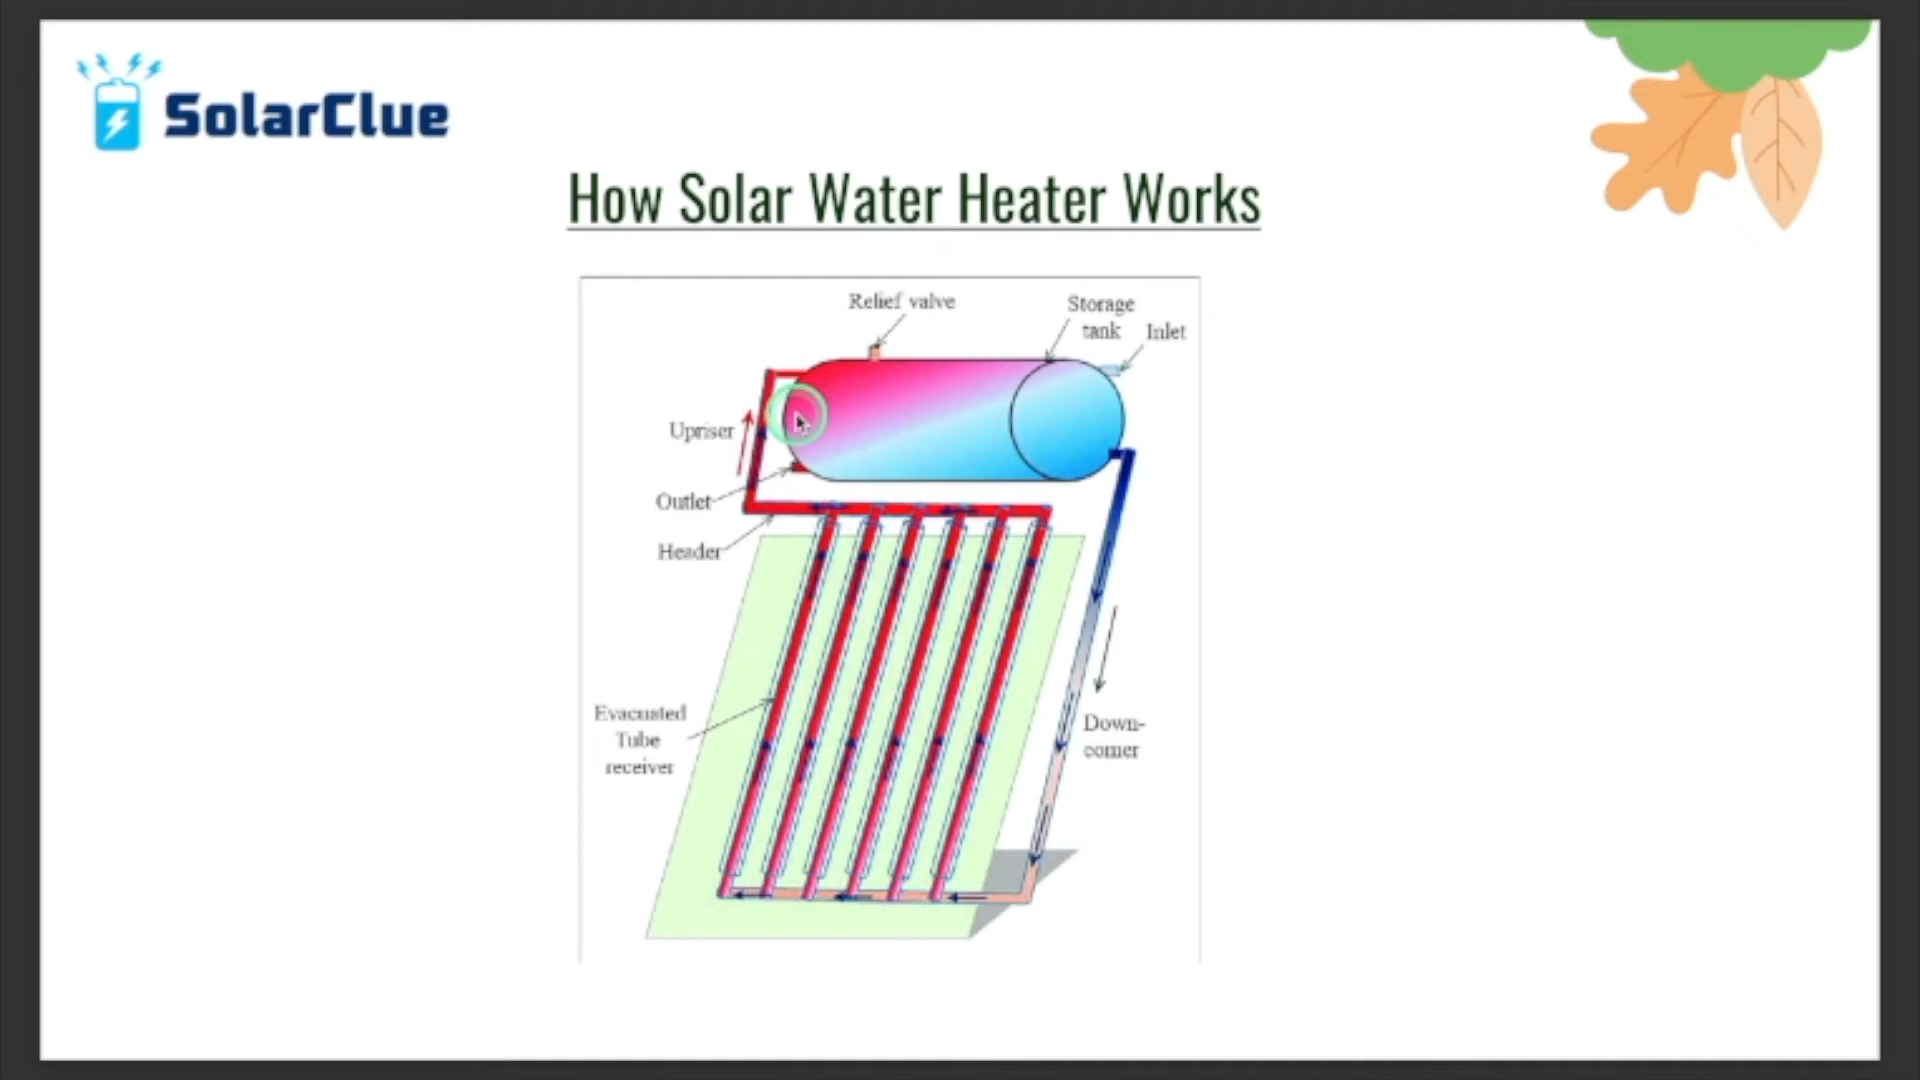 SolarClue
How Solar Water Heater Works
Relief valve
Storage
tank
Inlet
Upriser
Outlet
Header
Evacuated
Tube
receiver
Down-
comer